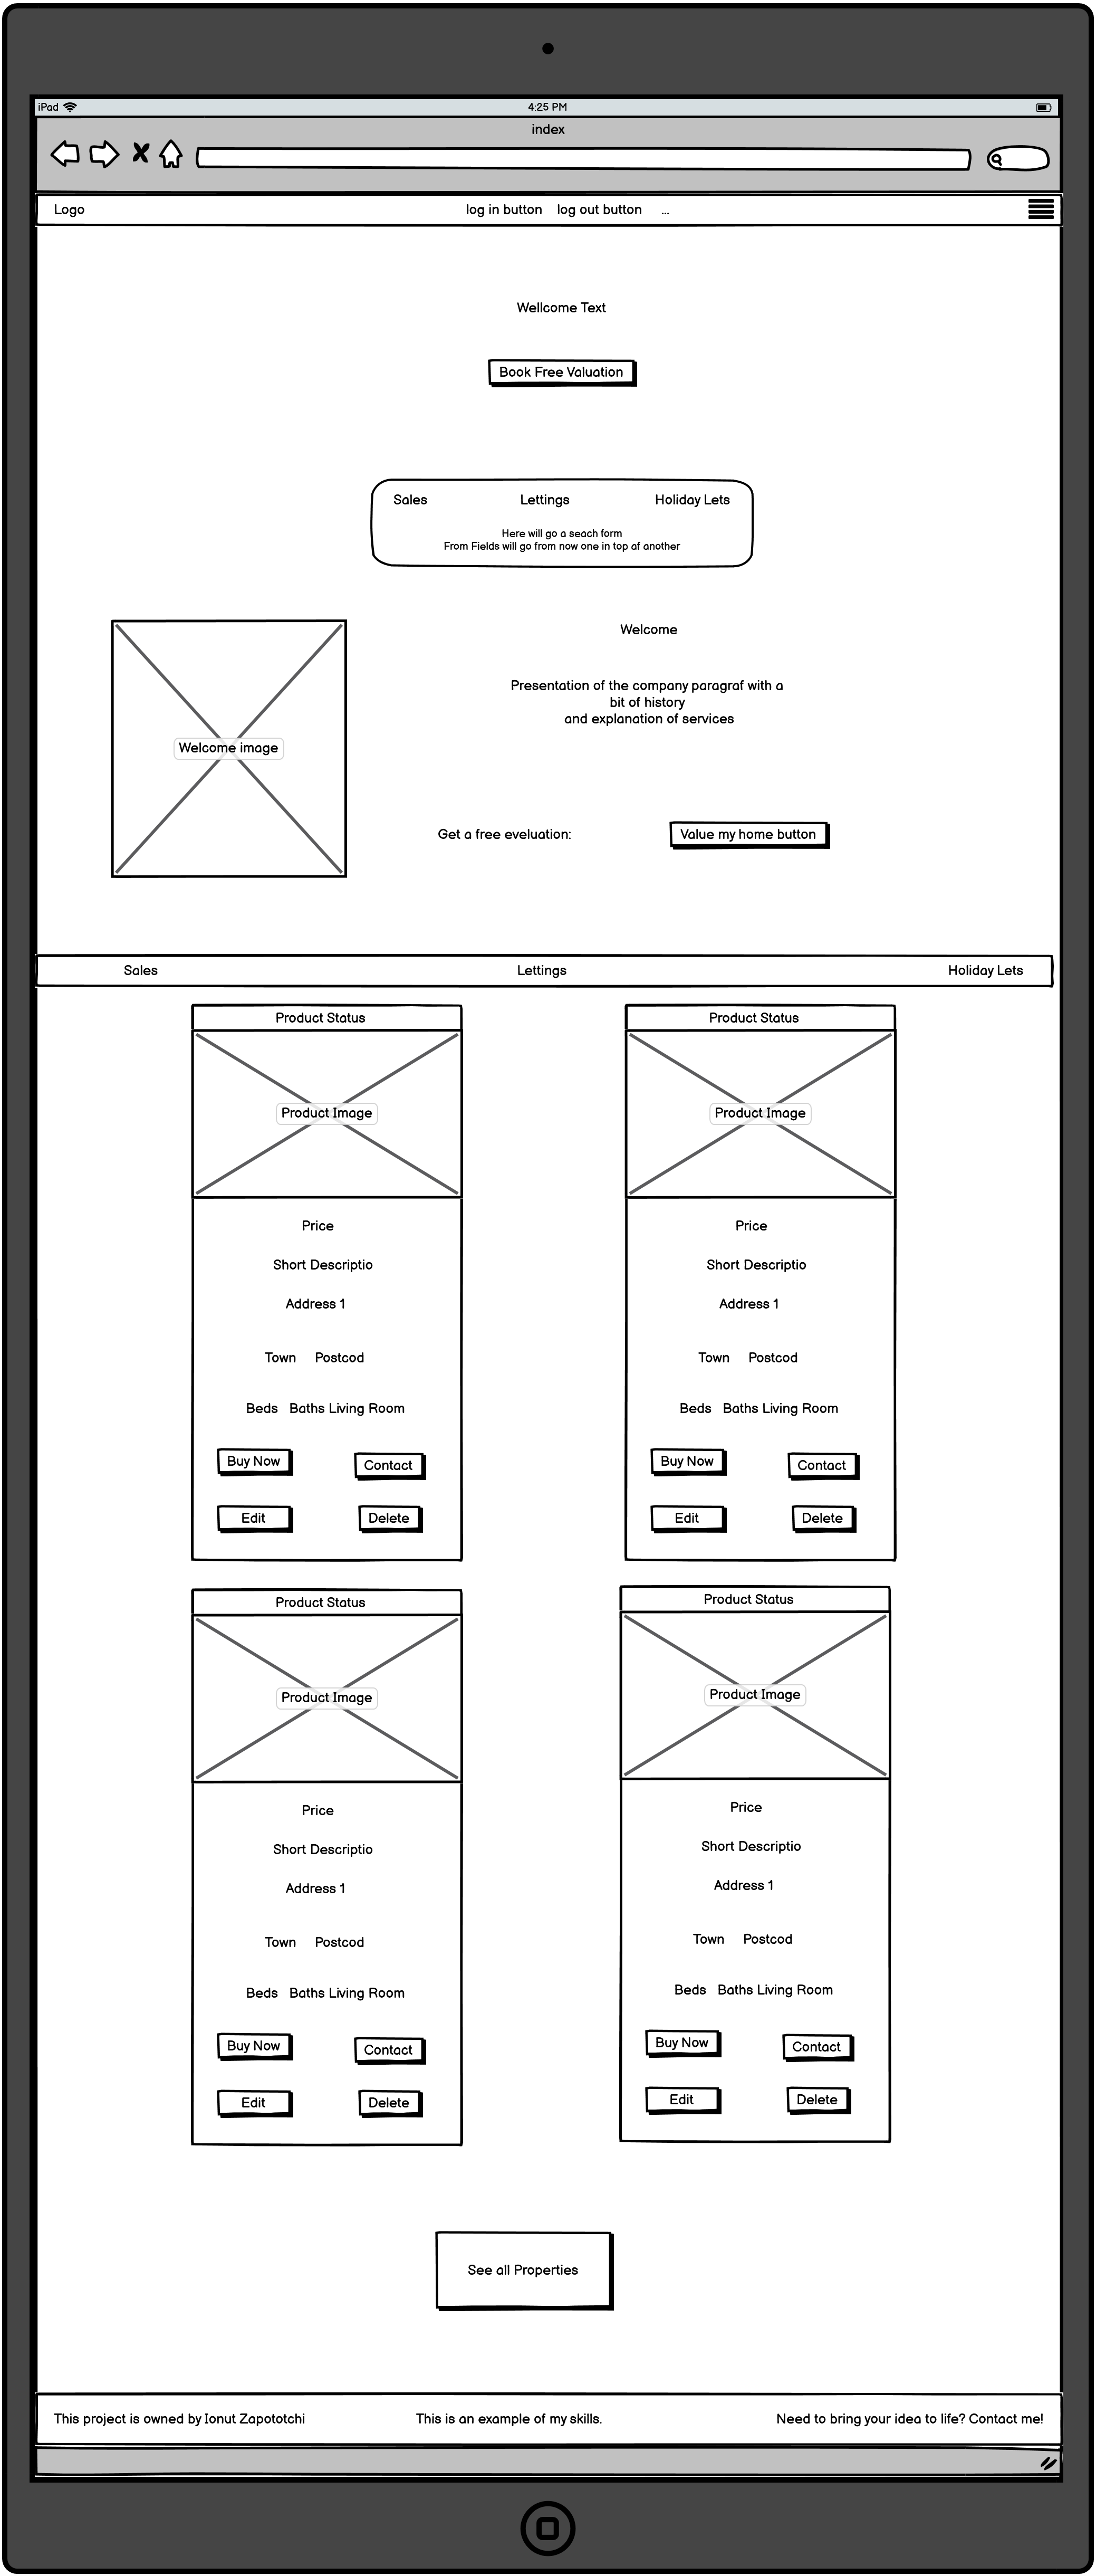 iPad 4:25 PM
index
Logo log in button log out button ...
Wellcome Text
Book Free Valuation
Sales Lettings Holiday Lets
Here will go a seach form
From Fields will go from now one in top af another
Welcome
Presentation of the company paragraf with a
bit of history
and explanation of services
Welcome image
Get a free eveluation: Value my home button
Sales Lettings Holiday Lets
Product Status Product Status
Product Image Product Image
Price Price
Short Descriptio Short Descriptio
Address 1 Address 1
Town Postcod Town Postcod
Beds Baths Living Room Beds Baths Living Room
Buy Now Contact Buy Now Contact
Edit Delete Edit Delete
Product Status Product Status
Product Image Product Image
Price Price
Short Descriptio Short Descriptio
Address 1 Address 1
Town Postcod Town Postcod
Beds Baths Living Room Beds Baths Living Room
Buy Now Contact Buy Now Contact
Edit Delete Edit Delete
See all Properties
This project is owned by Ionut Zapototchi This is an example of my skills. Need to bring your idea to life? Contact me!